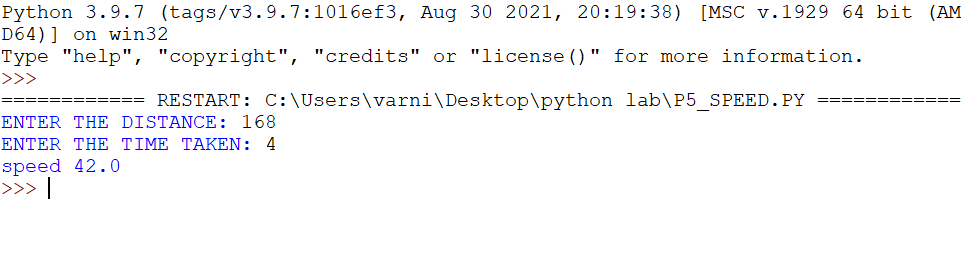 Python 3.9.7 (tags/v3.9.7:1016ef3, Aug 30 2021, 20:19:38) [MSC v.1929 64 bit (AM
D64)] on win32
Type "help", "copyright", "credits" or "license()" for more information.
>>>
============ RESTART: C:\Users\varni\Desktop\python lab\P5_SPEED.PY ============
ENTER THE DISTANCE: 168
ENTER THE TIME TAKEN: 4
speed 42.0
>>>